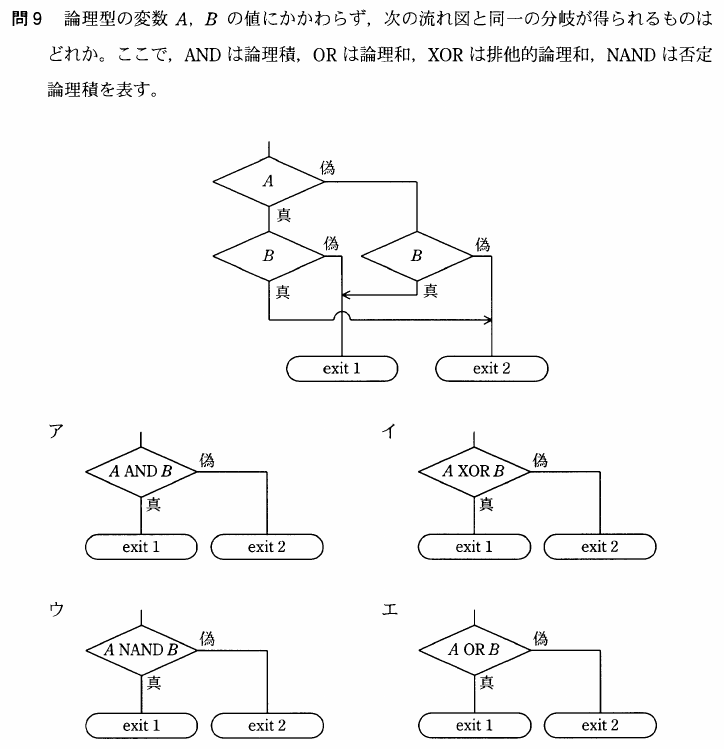 問9 論理型の変数 A, B の値にかかわらず,次の流れ図と同一の分岐が得られるものは
どれか。ここで,AND は論理積,OR は論理和,XOR は排他的論理和,NAND は否定
論理積を表す。
偽
A
真
偽 偽
B B
真 真
exit 1 exit 2
ア イ
偽 偽
A AND B A XOR B
真 真
exit 1 exit 2 exit 1 exit 2
ウ エ
偽 偽
A NAND B A OR B
真 真
exit 1 exit 2 exit 1 exit 2